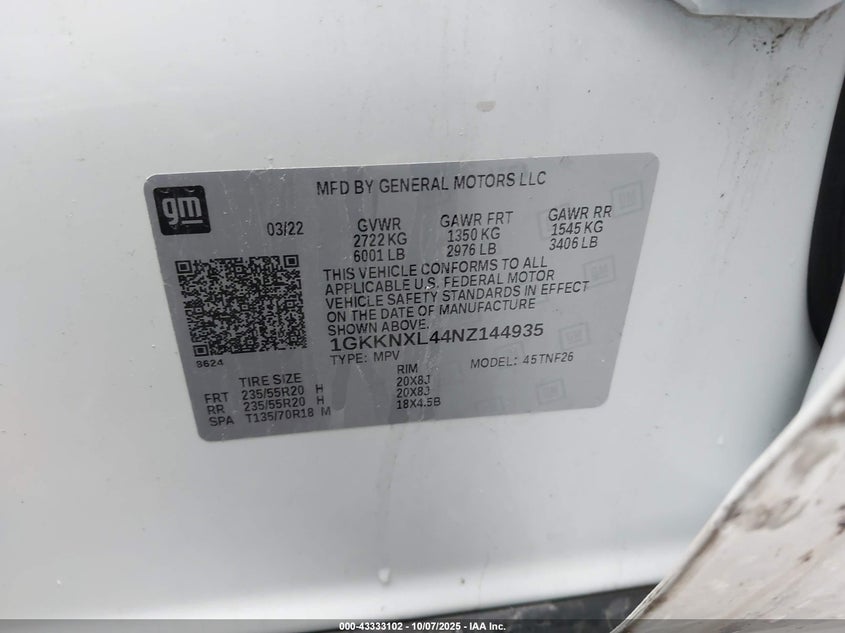 MFD BY GENERAL MOTORS LLC
gm
03/22
GVWR GAWR FRT GAWR RR
2722 KG 1350 KG 1545 KG
6001 LB 2976 LB 3406 LB
THIS VEHICLE CONFORMS TO ALL
APPLICABLE U.S. FEDERAL MOTOR
VEHICLE SAFETY STANDARDS IN EFFECT
ON THE DATE OF MANUFACTURE
SHOWN ABOVE.
1GKKNXL44NZ144935
S624
TYPE: MPV MODEL: 45TNF26
TIRE SIZE RIM
FRT 235/55R20 H 20X8J
RR 235/55R20 H 20X8J
SPA T135/70R18 M 18X4.5B
000-43333102 - 10/07/2025 - IAA Inc.